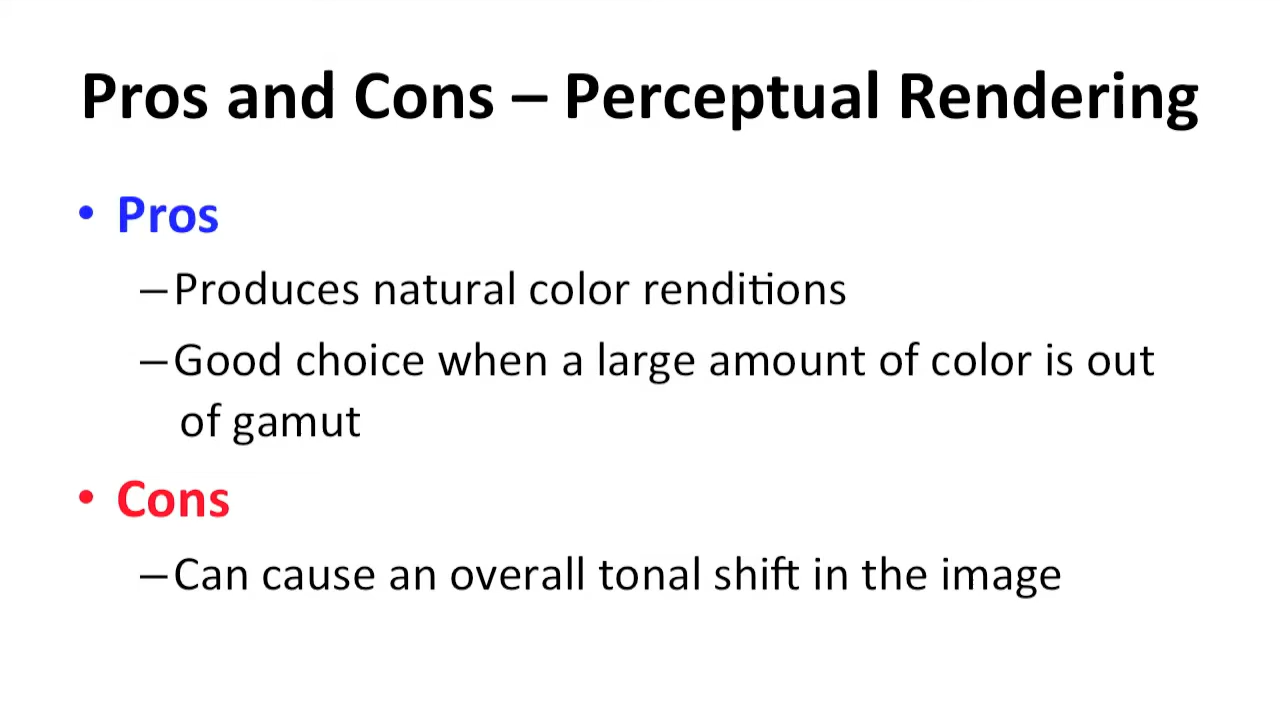 Pros and Cons – Perceptual Rendering
• Pros
–Produces natural color renditions
–Good choice when a large amount of color is out
of gamut
• Cons
–Can cause an overall tonal shift in the image